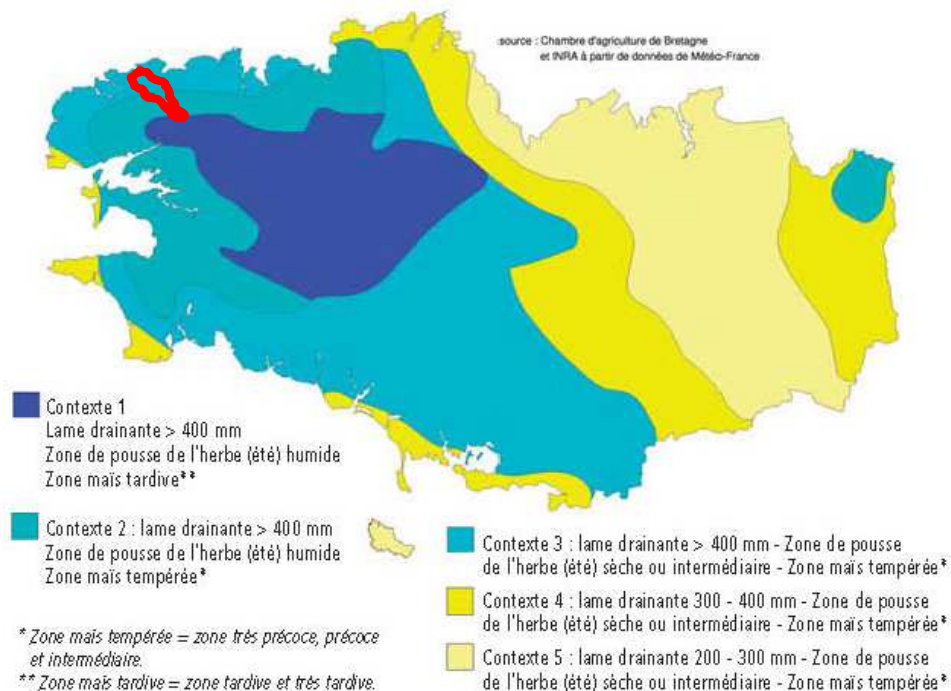 source : Chambre d'agriculture de Bretagne
et INRA à partir de données de Météo-France
Contexte 1
Lame drainante > 400 mm
Zone de pousse de l'herbe (été) humide
Zone maïs tardive**
Contexte 2 : lame drainante > 400 mm
Zone de pousse de l'herbe (été) humide
Zone maïs tempérée*
* Zone maïs tempérée = zone très précoce, précoce
et intermédiaire.
** Zone maïs tardive = zone tardive et très tardive.
Contexte 3 : lame drainante > 400 mm - Zone de pousse
de l'herbe (été) sèche ou intermédiaire - Zone maïs tempérée*
Contexte 4 : lame drainante 300 - 400 mm - Zone de pousse
de l'herbe (été) sèche ou intermédiaire - Zone maïs tempérée*
Contexte 5 : lame drainante 200 - 300 mm - Zone de pousse
de l'herbe (été) sèche ou intermédiaire - Zone maïs tempérée*